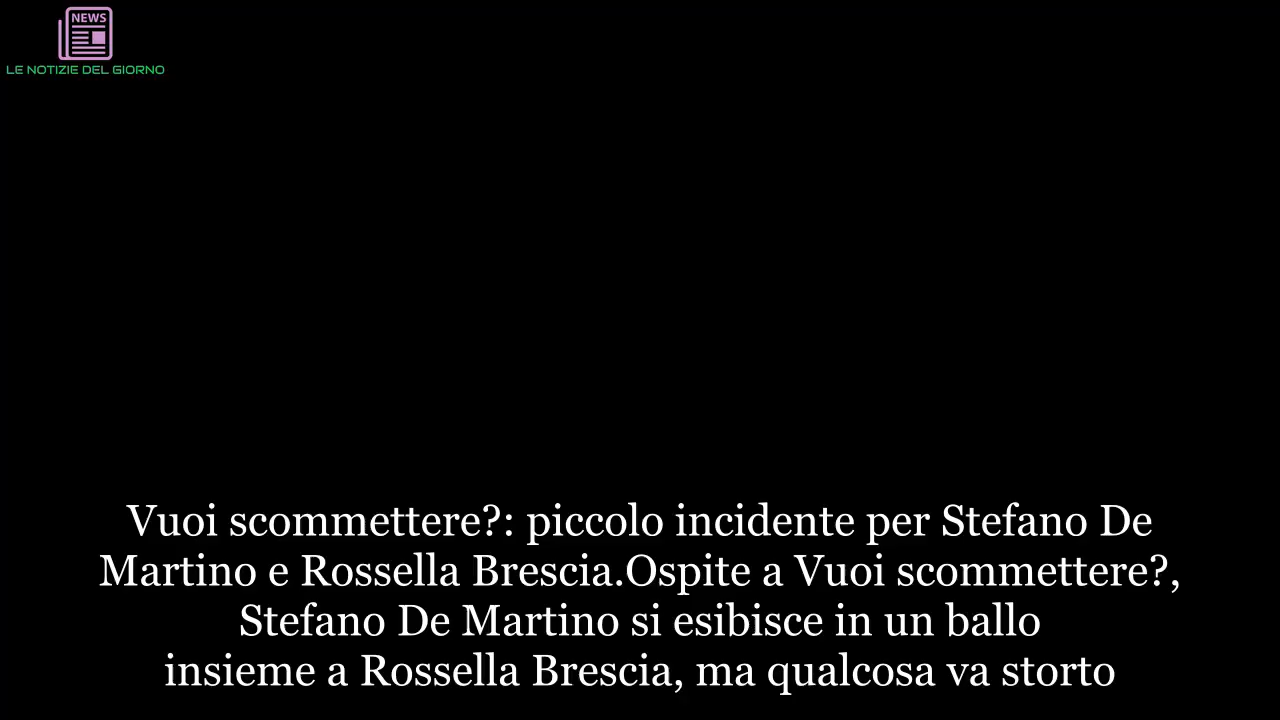 NEWS
LE NOTIZIE DEL GIORNO
Vuoi scommettere?: piccolo incidente per Stefano De
Martino e Rossella Brescia.Ospite a Vuoi scommettere?,
Stefano De Martino si esibisce in un ballo
insieme a Rossella Brescia, ma qualcosa va storto